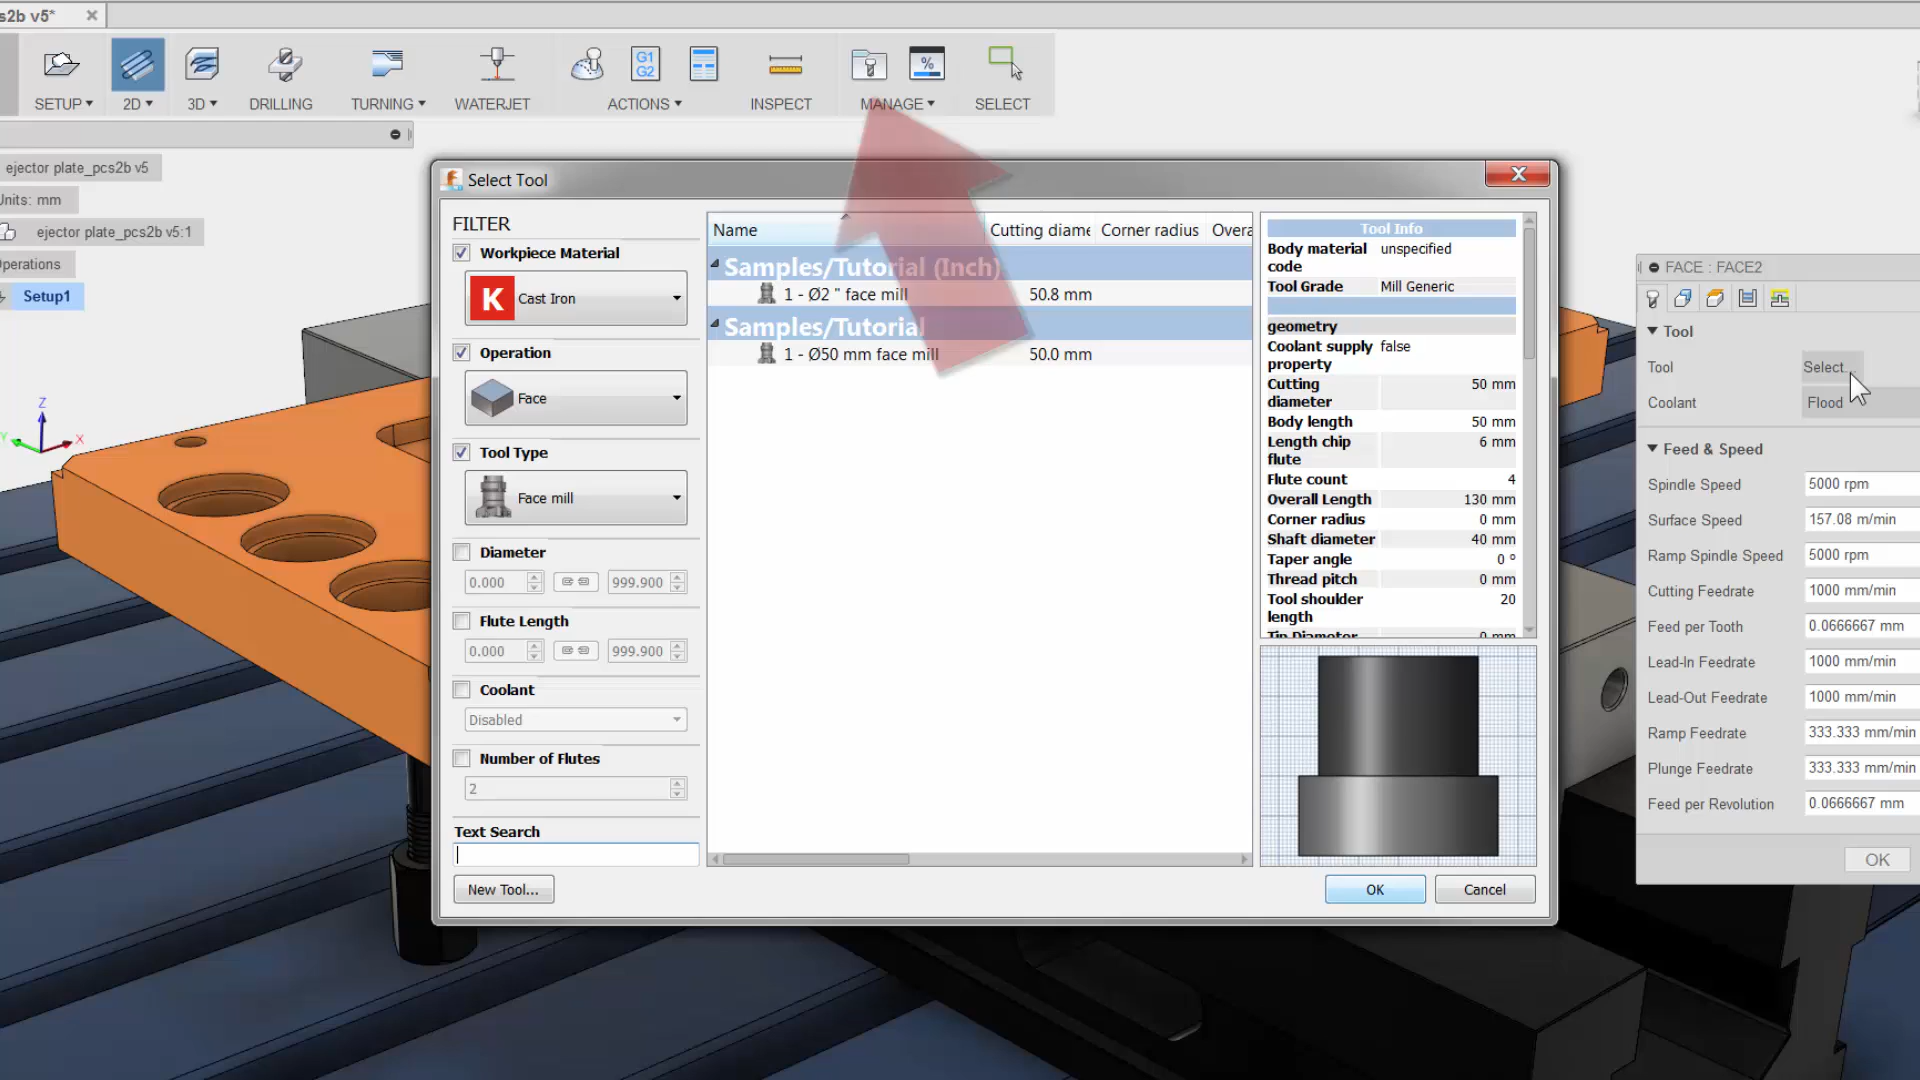 s2b v5*
SETUP
2D
3D
DRILLING
TURNING
WATERJET
G1
G2
ACTIONS
INSPECT
%
MANAGE
SELECT
ejector plate_pcs2b v5
Units: mm
ejector plate_pcs2b v5:1
Operations
Setup1
Z
Y
X
Select Tool
FILTER
Workpiece Material
K Cast Iron
Operation
Face
Tool Type
Face mill
Diameter
0.000 999.900
Flute Length
0.000 999.900
Coolant
Disabled
Number of Flutes
2
Text Search
New Tool...
Name Cutting diame Corner radius Overa
Samples/Tutorial (Inch)
1 - Ø2 " face mill 50.8 mm
Samples/Tutorial
1 - Ø50 mm face mill 50.0 mm
Tool Info
Body material code unspecified
Tool Grade Mill Generic
geometry
Coolant supply property false
Cutting diameter 50 mm
Body length 50 mm
Length chip flute 6 mm
Flute count 4
Overall Length 130 mm
Corner radius 0 mm
Shaft diameter 40 mm
Taper angle 0 º
Thread pitch 0 mm
Tool shoulder length 20
Tip Diameter 0 mm
OK
Cancel
FACE : FACE2
Tool
Tool Select...
Coolant Flood
Feed & Speed
Spindle Speed 5000 rpm
Surface Speed 157.08 m/min
Ramp Spindle Speed 5000 rpm
Cutting Feedrate 1000 mm/min
Feed per Tooth 0.0666667 mm
Lead-In Feedrate 1000 mm/min
Lead-Out Feedrate 1000 mm/min
Ramp Feedrate 333.333 mm/min
Plunge Feedrate 333.333 mm/min
Feed per Revolution 0.0666667 mm
OK